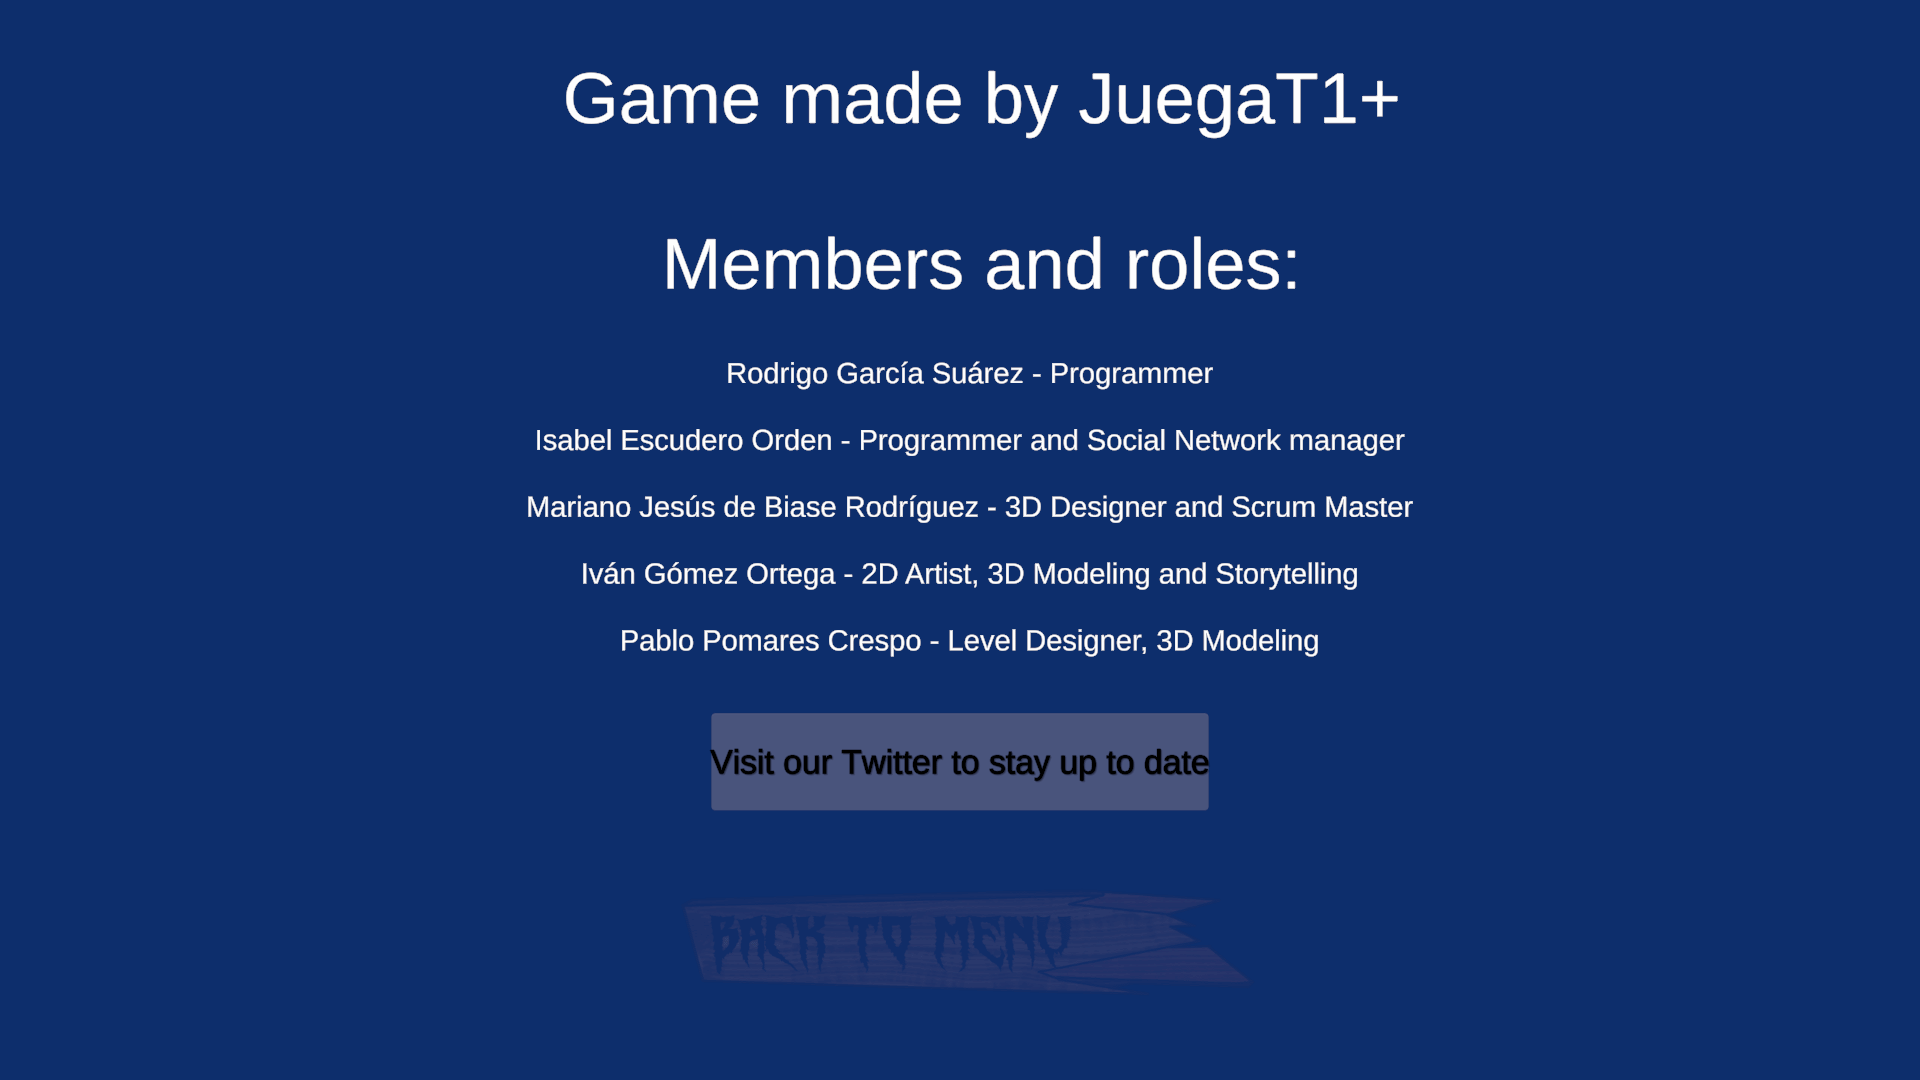 Game made by JuegaT1+
Members and roles:
Rodrigo García Suárez - Programmer
Isabel Escudero Orden - Programmer and Social Network manager
Mariano Jesús de Biase Rodríguez - 3D Designer and Scrum Master
Iván Gómez Ortega - 2D Artist, 3D Modeling and Storytelling
Pablo Pomares Crespo - Level Designer, 3D Modeling
Visit our Twitter to stay up to date
BACK TO MENU